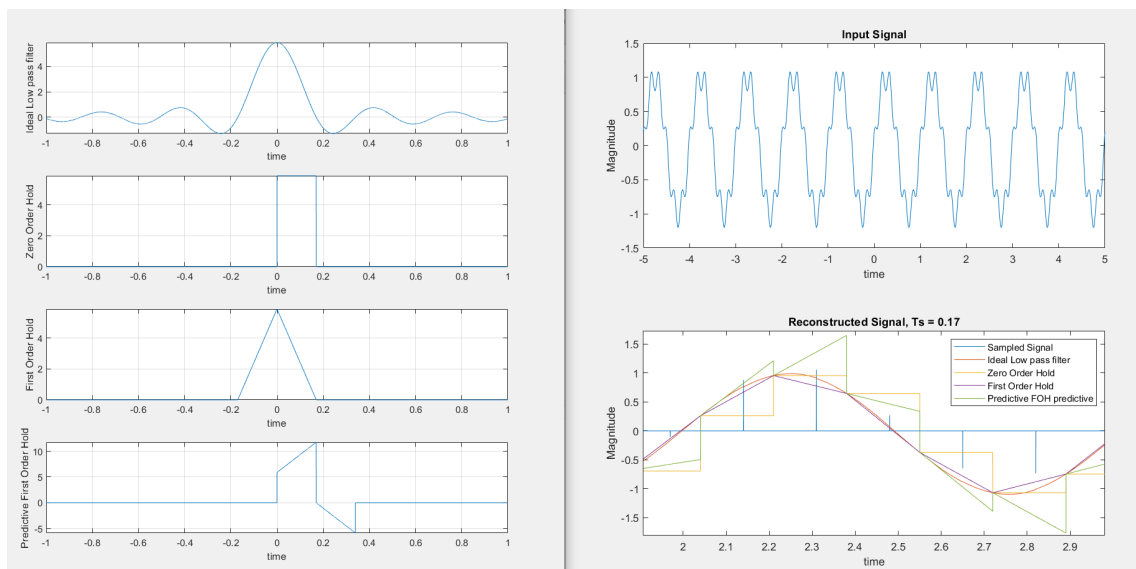 Ideal Low pass filter
4
2
0
-1 -0.8 -0.6 -0.4 -0.2 0 0.2 0.4 0.6 0.8 1
time
Zero Order Hold
4
2
0
-1 -0.8 -0.6 -0.4 -0.2 0 0.2 0.4 0.6 0.8 1
time
First Order Hold
4
2
0
-1 -0.8 -0.6 -0.4 -0.2 0 0.2 0.4 0.6 0.8 1
time
Predictive First Order Hold
10
5
0
-5
-1 -0.8 -0.6 -0.4 -0.2 0 0.2 0.4 0.6 0.8 1
time
Input Signal
Magnitude
1.5
1
0.5
0
-0.5
-1
-1.5
-5 -4 -3 -2 -1 0 1 2 3 4 5
time
Reconstructed Signal, Ts = 0.17
Magnitude
1.5
1
0.5
0
-0.5
-1
-1.5
Sampled Signal
Ideal Low pass filter
Zero Order Hold
First Order Hold
Predictive FOH predictive
2 2.1 2.2 2.3 2.4 2.5 2.6 2.7 2.8 2.9
time